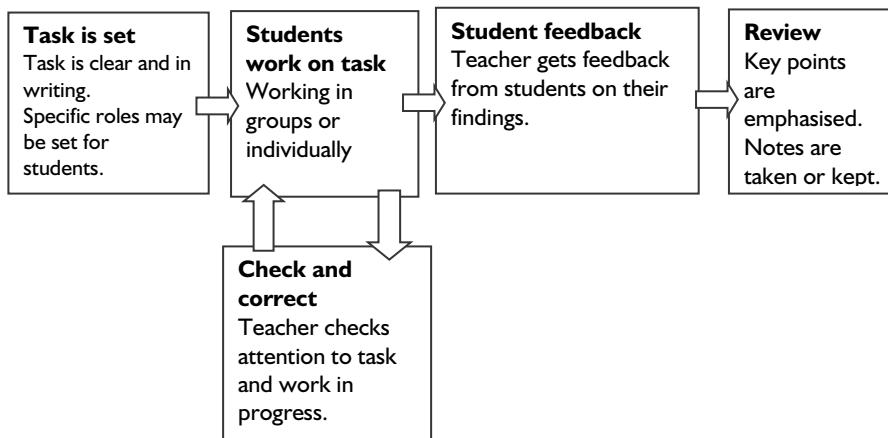 Task is set
Task is clear and in
writing.
Specific roles may
be set for
students.
Students
work on task
Working in
groups or
individually
Student feedback
Teacher gets feedback
from students on their
findings.
Review
Key points
are
emphasised.
Notes are
taken or kept.
Check and
correct
Teacher checks
attention to task
and work in
progress.